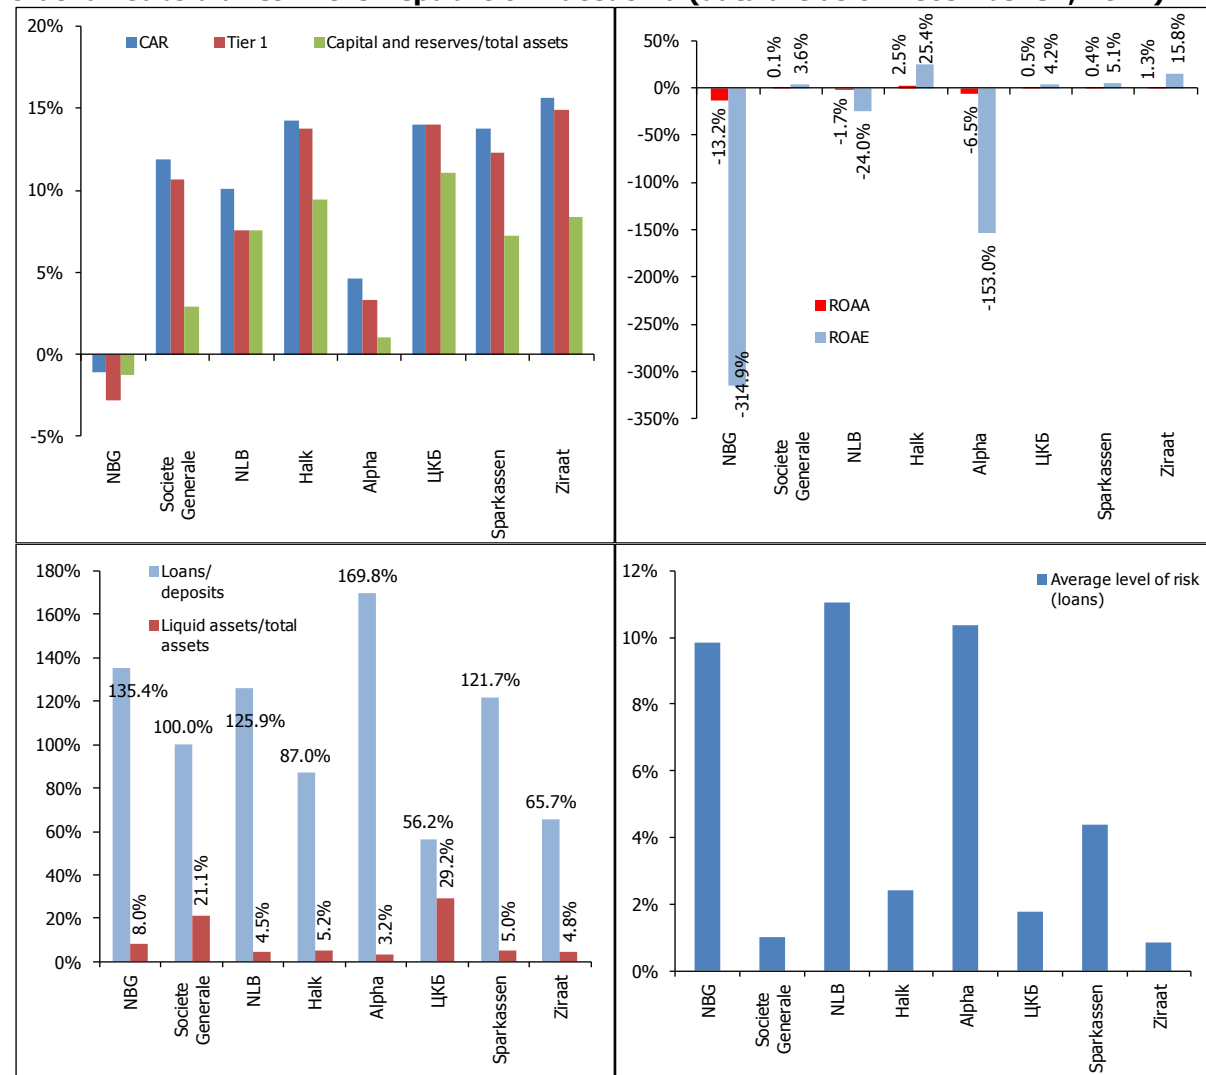 20%
15%
10%
5%
0%
-5%
CAR
Tier 1
Capital and reserves/total assets
NBG
Societe
Generale
NLB
Halk
Alpha
ЦКБ
Sparkassen
Ziraat
50%
0%
-50%
-100%
-150%
-200%
-250%
-300%
-350%
-13.2%
-314.9%
0.1%
3.6%
-1.7%
-24.0%
2.5%
25.4%
-6.5%
-153.0%
0.5%
4.2%
0.4%
5.1%
1.3%
15.8%
ROAA
ROAE
NBG
Societe
Generale
NLB
Halk
Alpha
ЦКБ
Sparkassen
Ziraat
180%
160%
140%
120%
100%
80%
60%
40%
20%
0%
Loans/
deposits
Liquid assets/total
assets
135.4%
8.0%
100.0%
21.1%
125.9%
4.5%
87.0%
5.2%
169.8%
3.2%
56.2%
29.2%
121.7%
5.0%
65.7%
4.8%
NBG
Societe
Generale
NLB
Halk
Alpha
ЦКБ
Sparkassen
Ziraat
12%
10%
8%
6%
4%
2%
0%
Average level of risk
(loans)
NBG
Societe
Generale
NLB
Halk
Alpha
ЦКБ
Sparkassen
Ziraat